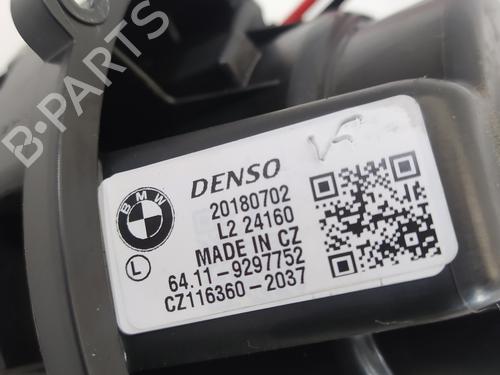 B-PARTS
DENSO
BMW
20180702
L2 24160
MADE IN CZ
L
64.11-9297752
CZ116360-2037